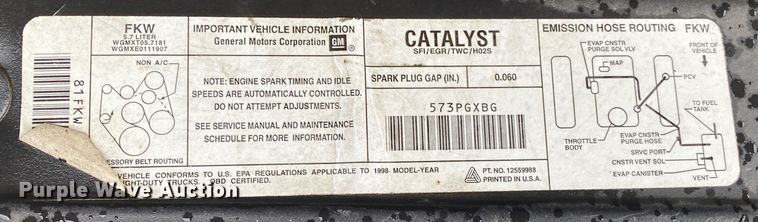 FKW
5.7 LITER
WGMXT05.7181
WGMXE0111907
NON A/C
81FKW
ESSORY BELT ROUTING
IMPORTANT VEHICLE INFORMATION
General Motors Corporation GM
NOTE: ENGINE SPARK TIMING AND IDLE
SPEEDS ARE AUTOMATICALLY CONTROLLED.
DO NOT ATTEMPT ADJUSTMENTS.
SEE SERVICE MANUAL AND MAINTENANCE
SCHEDULE FOR MORE INFORMATION.
CATALYST
SFI/EGR/TWC/HO2S
SPARK PLUG GAP (IN.) 0.060
573PGXBG
EMISSION HOSE ROUTING FKW
EVAP CNSTR
PURGE SOL VLV
FRONT OF
VEHICLE
MAP
PCV
TO FUEL
TANK
THROTTLE
BODY
EVAP CNSTR
PURGE HOSE
SRVC PORT
CNSTR VENT SOL
EVAP CANISTER
VENT
VEHICLE CONFORMS TO U.S. EPA REGULATIONS APPLICABLE TO 1998 MODEL-YEAR
GHT-DUTY TRUCKS. OBD CERTIFIED.
PT. NO. 12559988
PRINTED IN U.S.A.
Purple Wave Auction